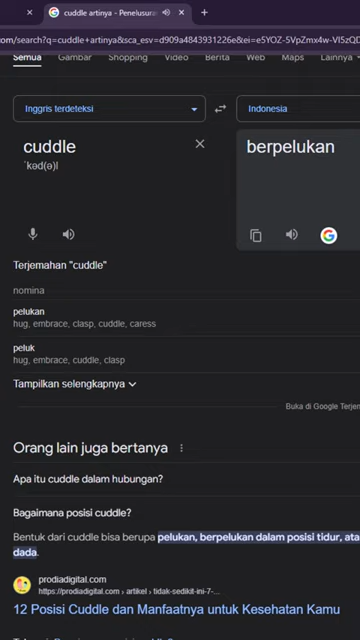 cuddle artinya - Penelusura
.com/search?q=cuddle+artinya&sca_esv=d909a4843931226e&ei=e5YOZ-5VpZmx4w-VI5zQD
Semua Gambar Shopping Video Berita Web Maps Lainnya
Inggris terdeteksi
Indonesia
cuddle
ˈkəd(ə)l
berpelukan
Terjemahan "cuddle"
nomina
pelukan
hug, embrace, clasp, cuddle, caress
peluk
hug, embrace, cuddle, clasp
Tampilkan selengkapnya
Buka di Google Terjem
Orang lain juga bertanya
Apa itu cuddle dalam hubungan?
Bagaimana posisi cuddle?
Bentuk dari cuddle bisa berupa pelukan, berpelukan dalam posisi tidur, ata
dada.
prodiadigital.com
https://prodiadigital.com › artikel › tidak-sedikit-ini-7-...
12 Posisi Cuddle dan Manfaatnya untuk Kesehatan Kamu